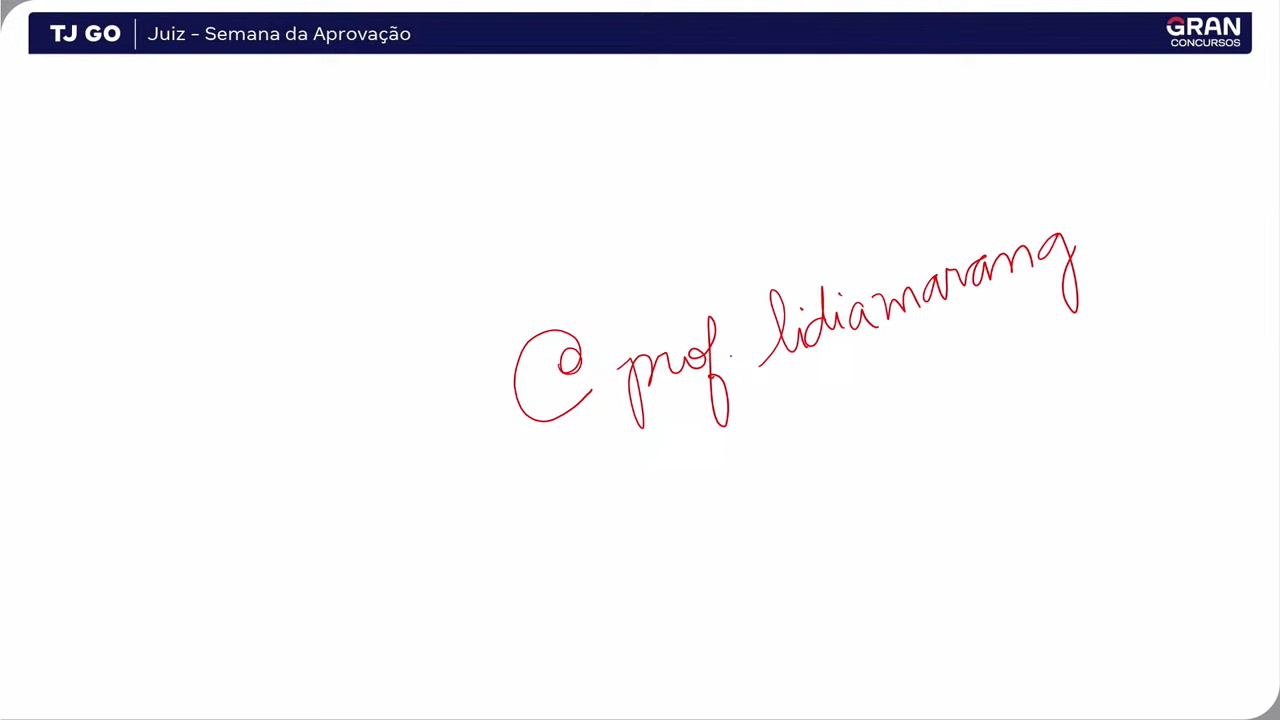 TJ GO Juiz - Semana da Aprovação
GRAN
CONCURSOS
@ prof. lidiamarang